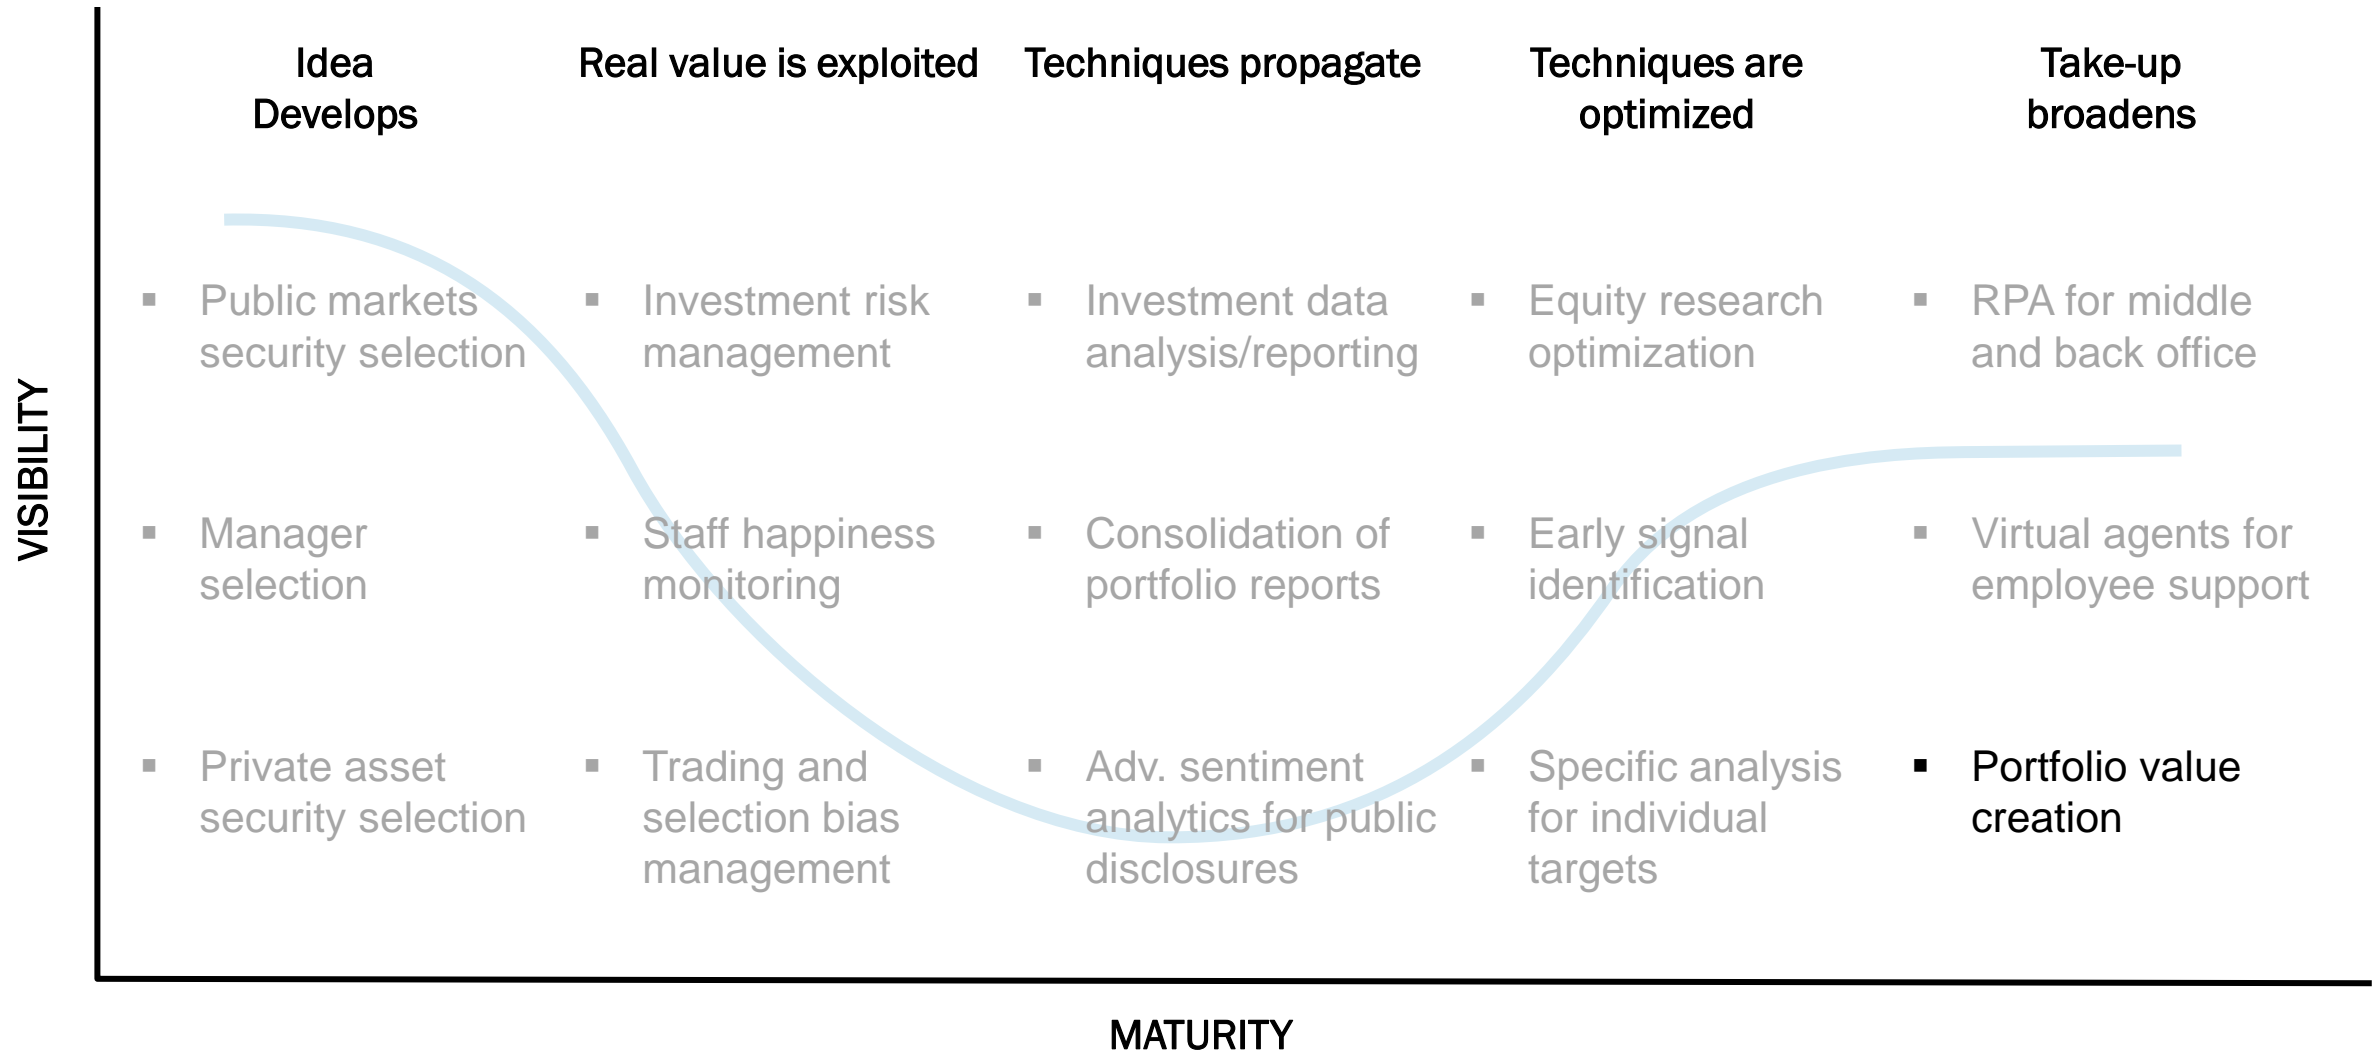 Idea
Develops
Real value is exploited
Techniques propagate
Techniques are
optimized
Take-up
broadens
VISIBILITY
▪ Public markets
security selection
▪ Manager
selection
▪ Private asset
security selection
▪ Investment risk
management
▪ Staff happiness
monitoring
▪ Trading and
selection bias
management
▪ Investment data
analysis/reporting
▪ Consolidation of
portfolio reports
▪ Adv. sentiment
analytics for public
disclosures
▪ Equity research
optimization
▪ Early signal
identification
▪ Specific analysis
for individual
targets
▪ RPA for middle
and back office
▪ Virtual agents for
employee support
▪ Portfolio value
creation
MATURITY